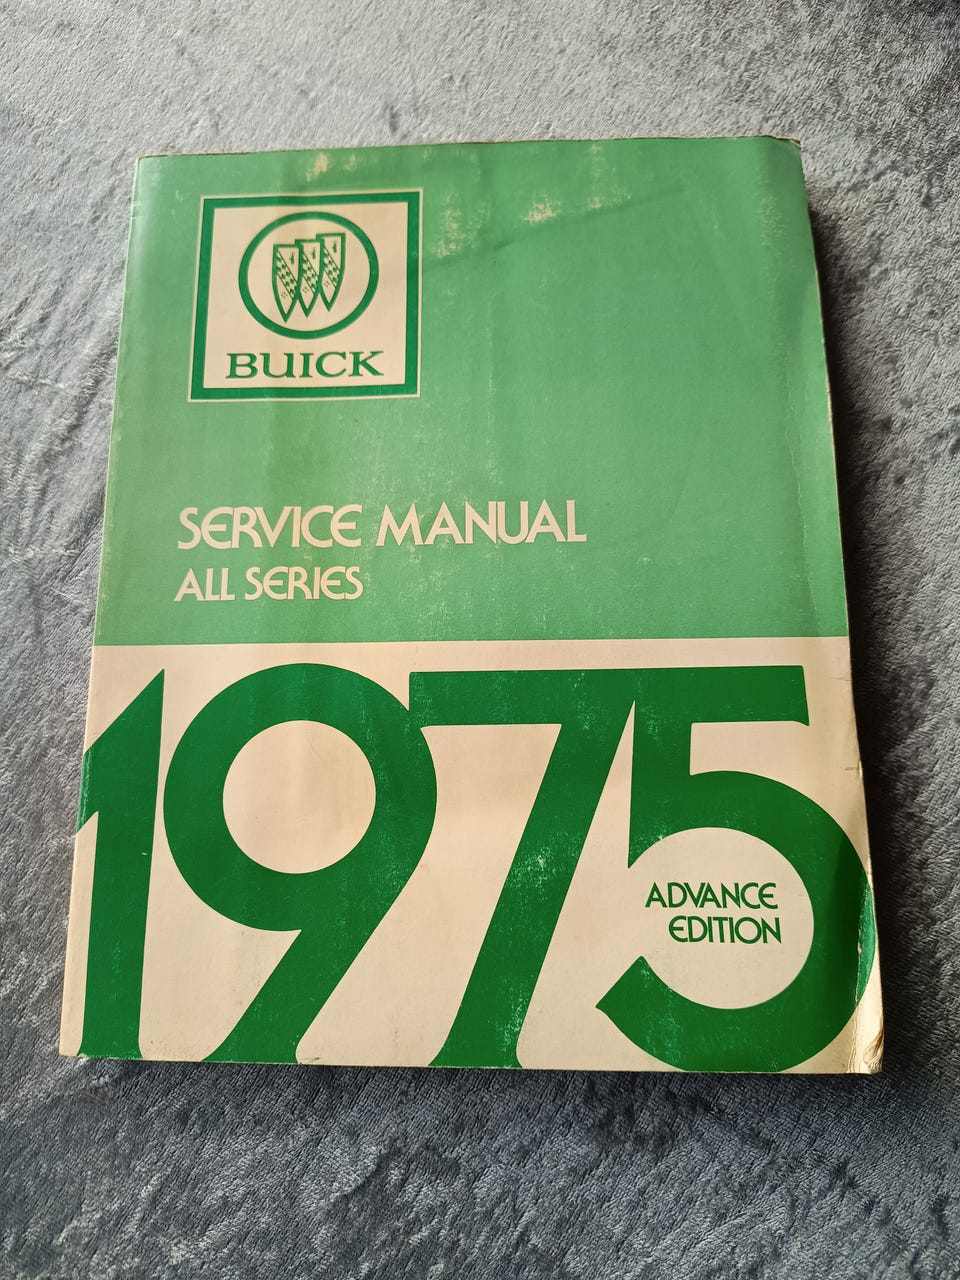 BUICK
SERVICE MANUAL
ALL SERIES
1975
ADVANCE
EDITION